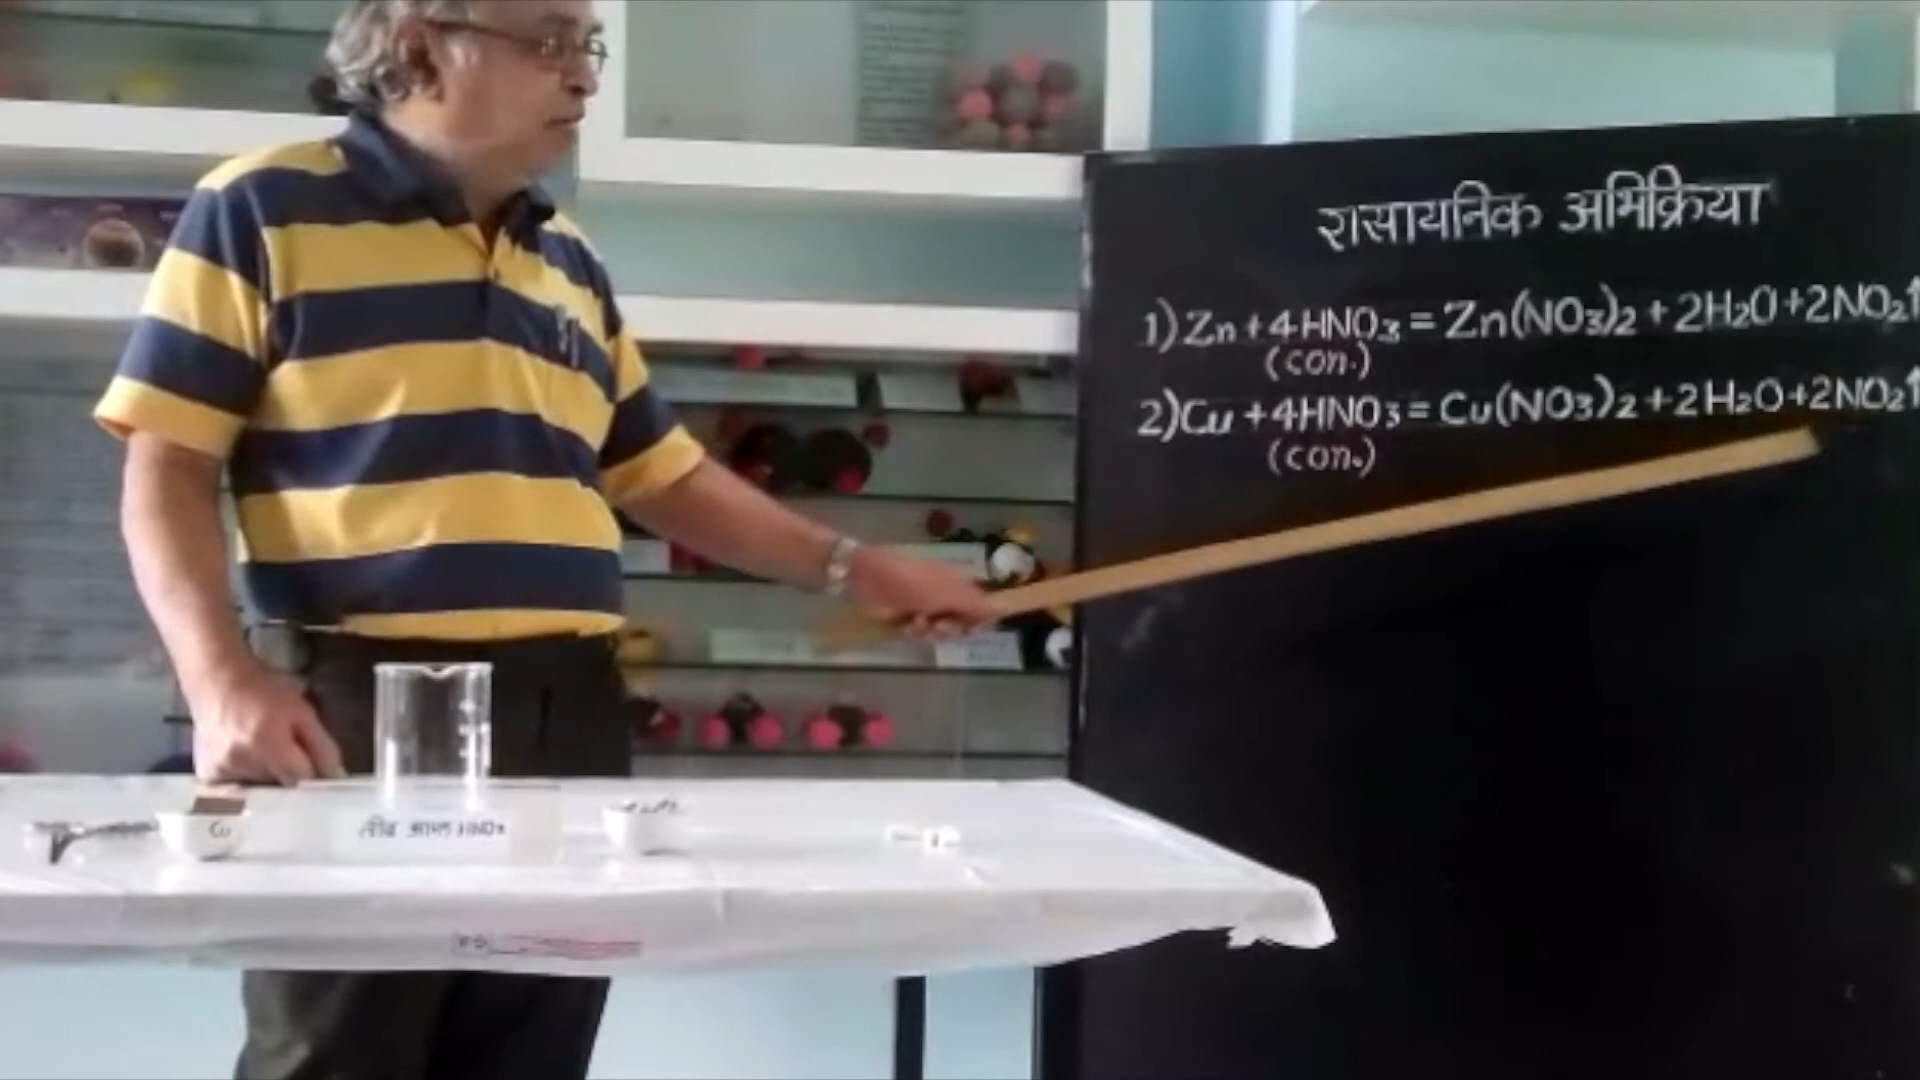 रासायनिक अभिक्रिया
1) Zn + 4HNO₃ = Zn(NO₃)₂ + 2H₂O + 2NO₂↑
(con.)
2) Cu + 4HNO₃ = Cu(NO₃)₂ + 2H₂O + 2NO₂↑
(con.)
Cu
तीव्र आम्ल HNO₃